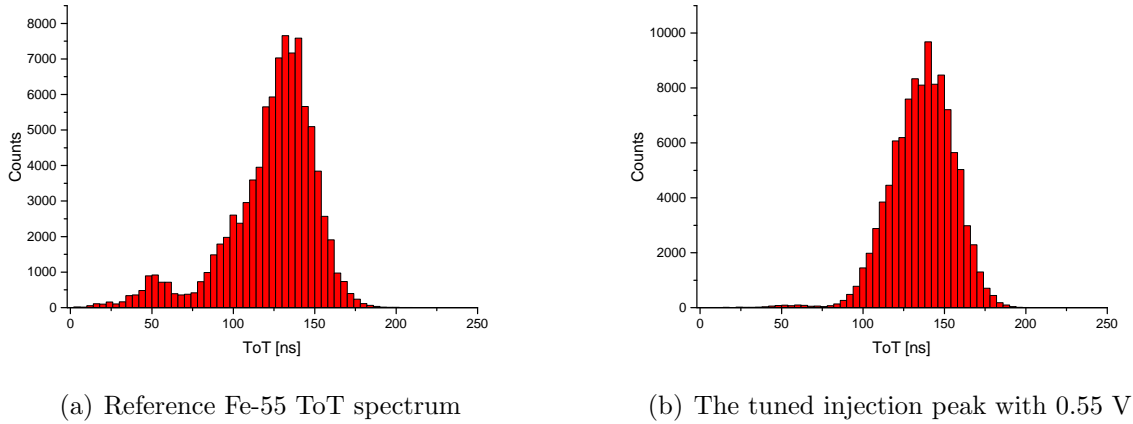 8000
7000
6000
5000
4000
3000
2000
1000
0
Counts
0 50 100 150 200 250
ToT [ns]
(a) Reference Fe-55 ToT spectrum
10000
8000
6000
4000
2000
0
Counts
0 50 100 150 200 250
ToT [ns]
(b) The tuned injection peak with 0.55 V